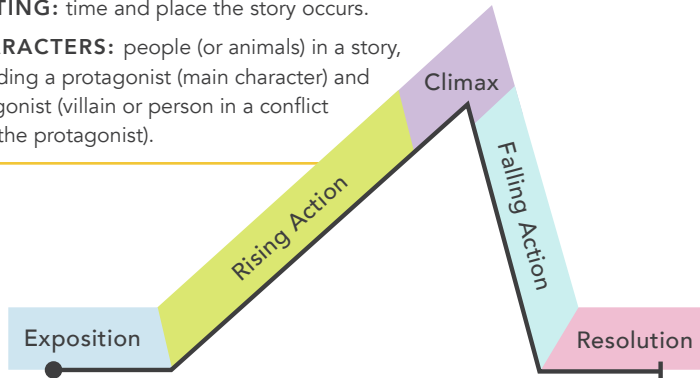 TING: time and place the story occurs.
ARACTERS: people (or animals) in a story,
ding a protagonist (main character) and
gonist (villain or person in a conflict
the protagonist).
Climax
Rising Action
Falling Action
Exposition
Resolution